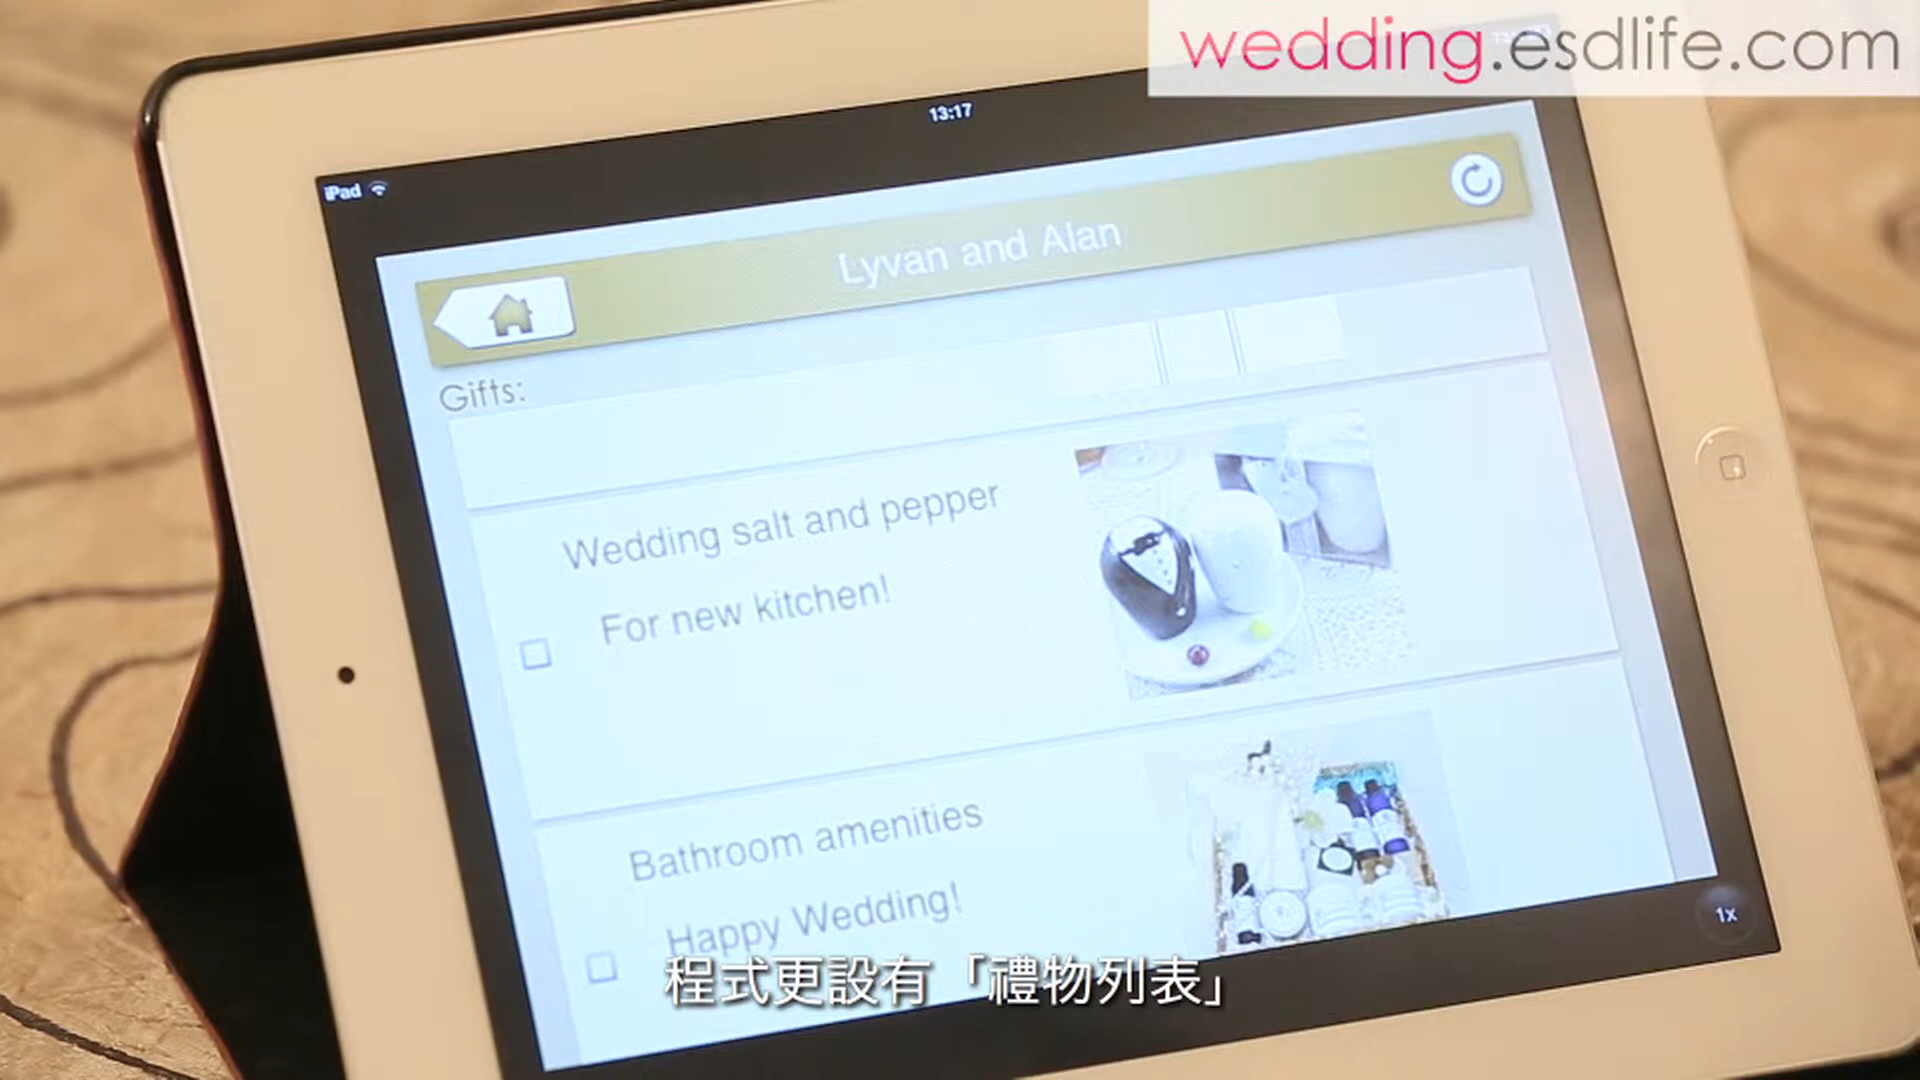 wedding.esdlife.com
13:17
iPad
Lyvan and Alan
Gifts:
Wedding salt and pepper
For new kitchen!
Bathroom amenities
Happy Wedding!
1x
程式更設有「禮物列表」